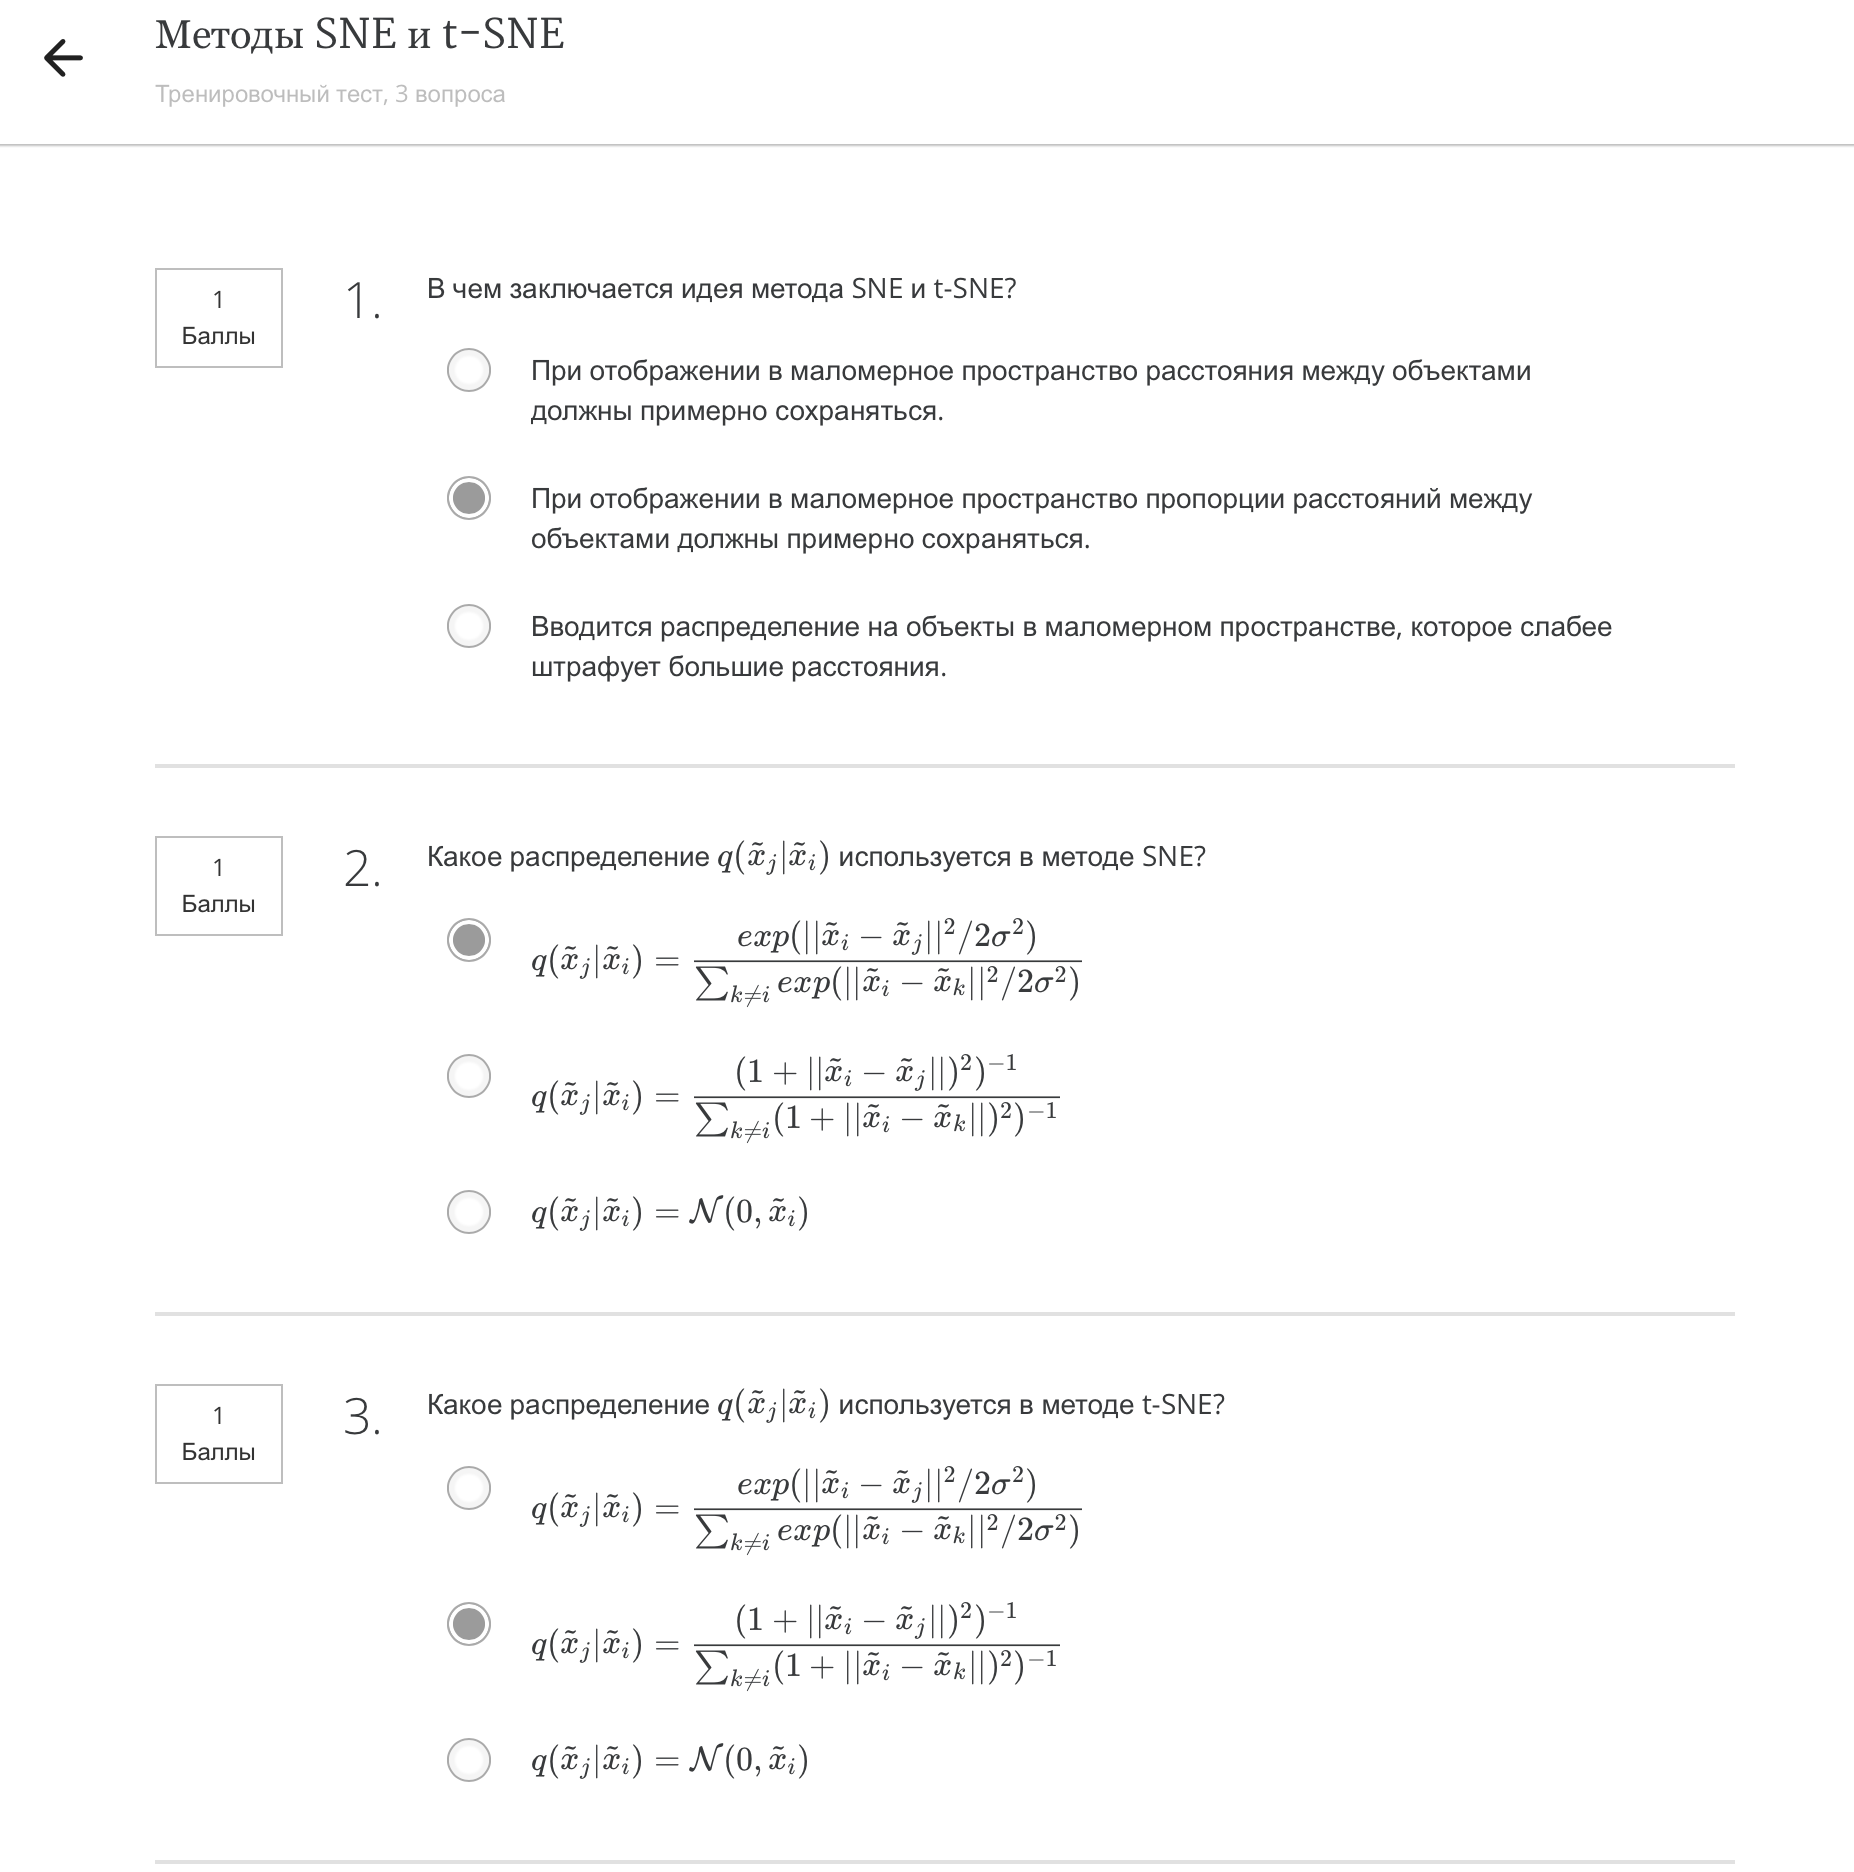 Методы SNE и t-SNE
Тренировочный тест, 3 вопроса
1
Баллы
1.
В чем заключается идея метода SNE и t-SNE?
При отображении в маломерное пространство расстояния между объектами
должны примерно сохраняться.
При отображении в маломерное пространство пропорции расстояний между
объектами должны примерно сохраняться.
Вводится распределение на объекты в маломерном пространстве, которое слабее
штрафует большие расстояния.
1
Баллы
2.
Какое распределение $q(\tilde{x}_j|\tilde{x}_i)$ используется в методе SNE?
$q(\tilde{x}_j|\tilde{x}_i) = \frac{exp(||\tilde{x}_i - \tilde{x}_j||^2/2\sigma^2)}{\sum_{k \neq i} exp(||\tilde{x}_i - \tilde{x}_k||^2/2\sigma^2)}$
$q(\tilde{x}_j|\tilde{x}_i) = \frac{(1 + ||\tilde{x}_i - \tilde{x}_j||)^2)^{-1}}{\sum_{k \neq i} (1 + ||\tilde{x}_i - \tilde{x}_k||)^2)^{-1}}$
$q(\tilde{x}_j|\tilde{x}_i) = \mathcal{N}(0, \tilde{x}_i)$
1
Баллы
3.
Какое распределение $q(\tilde{x}_j|\tilde{x}_i)$ используется в методе t-SNE?
$q(\tilde{x}_j|\tilde{x}_i) = \frac{exp(||\tilde{x}_i - \tilde{x}_j||^2/2\sigma^2)}{\sum_{k \neq i} exp(||\tilde{x}_i - \tilde{x}_k||^2/2\sigma^2)}$
$q(\tilde{x}_j|\tilde{x}_i) = \frac{(1 + ||\tilde{x}_i - \tilde{x}_j||)^2)^{-1}}{\sum_{k \neq i} (1 + ||\tilde{x}_i - \tilde{x}_k||)^2)^{-1}}$
$q(\tilde{x}_j|\tilde{x}_i) = \mathcal{N}(0, \tilde{x}_i)$